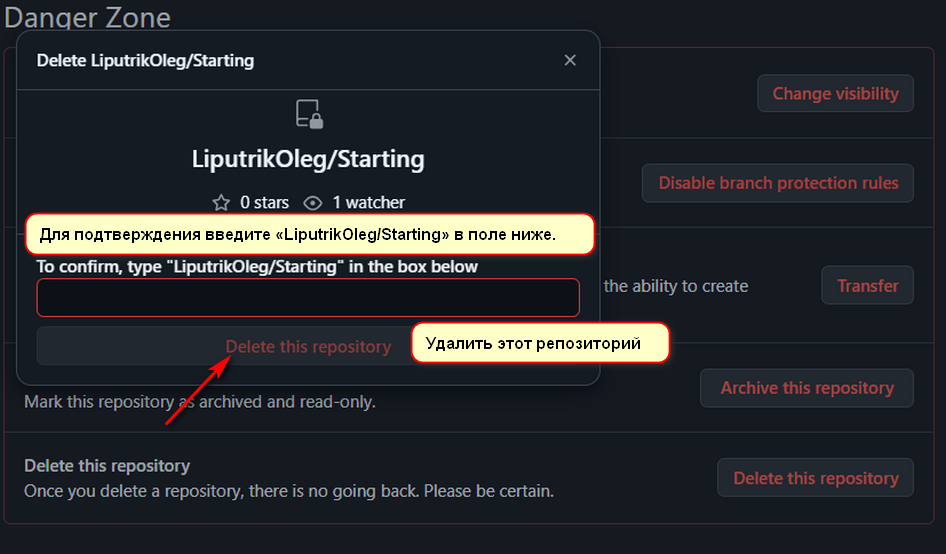 Danger Zone
Delete LiputrikOleg/Starting
Change visibility
LiputrikOleg/Starting
Disable branch protection rules
0 stars 1 watcher
Для подтверждения введите «LiputrikOleg/Starting» в поле ниже.
To confirm, type "LiputrikOleg/Starting" in the box below
the ability to create
Transfer
Delete this repository
Удалить этот репозиторий
Archive this repository
Mark this repository as archived and read-only.
Delete this repository
Once you delete a repository, there is no going back. Please be certain.
Delete this repository